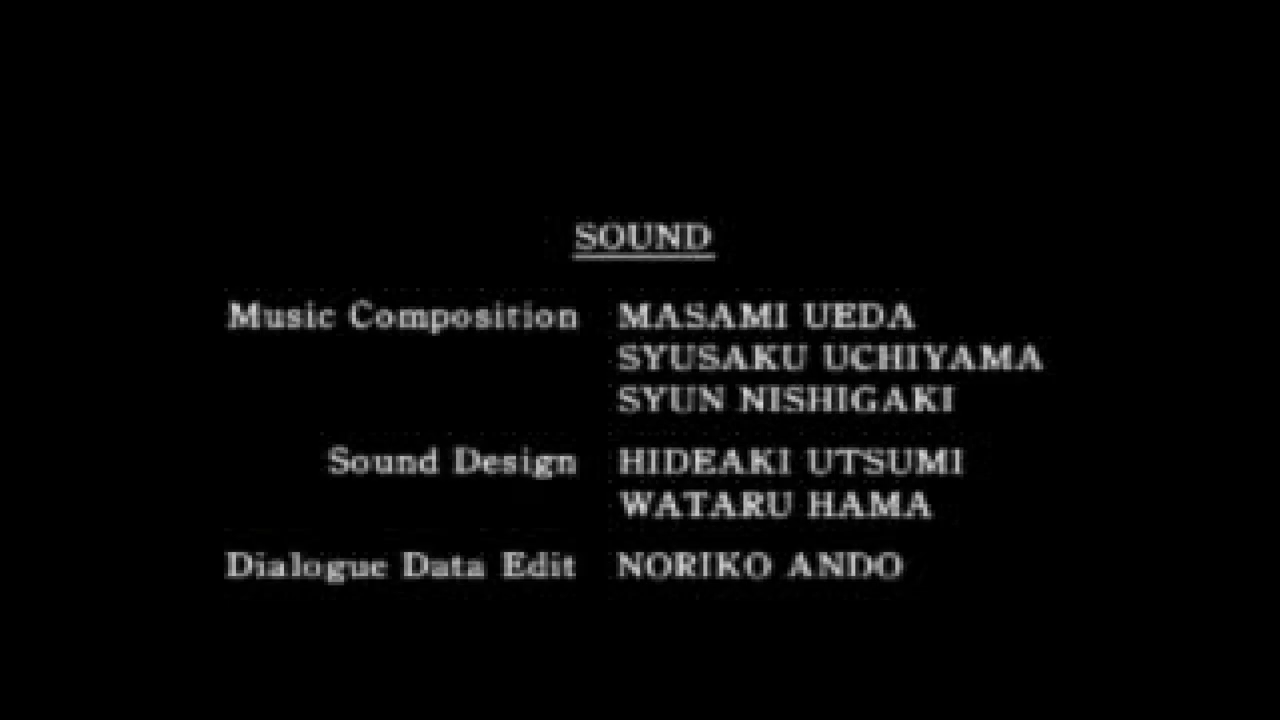 SOUND
Music Composition MASAMI UEDA
SYUSAKU UCHIYAMA
SYUN NISHIGAKI
Sound Design HIDEAKI UTSUMI
WATARU HAMA
Dialogue Data Edit NORIKO ANDO